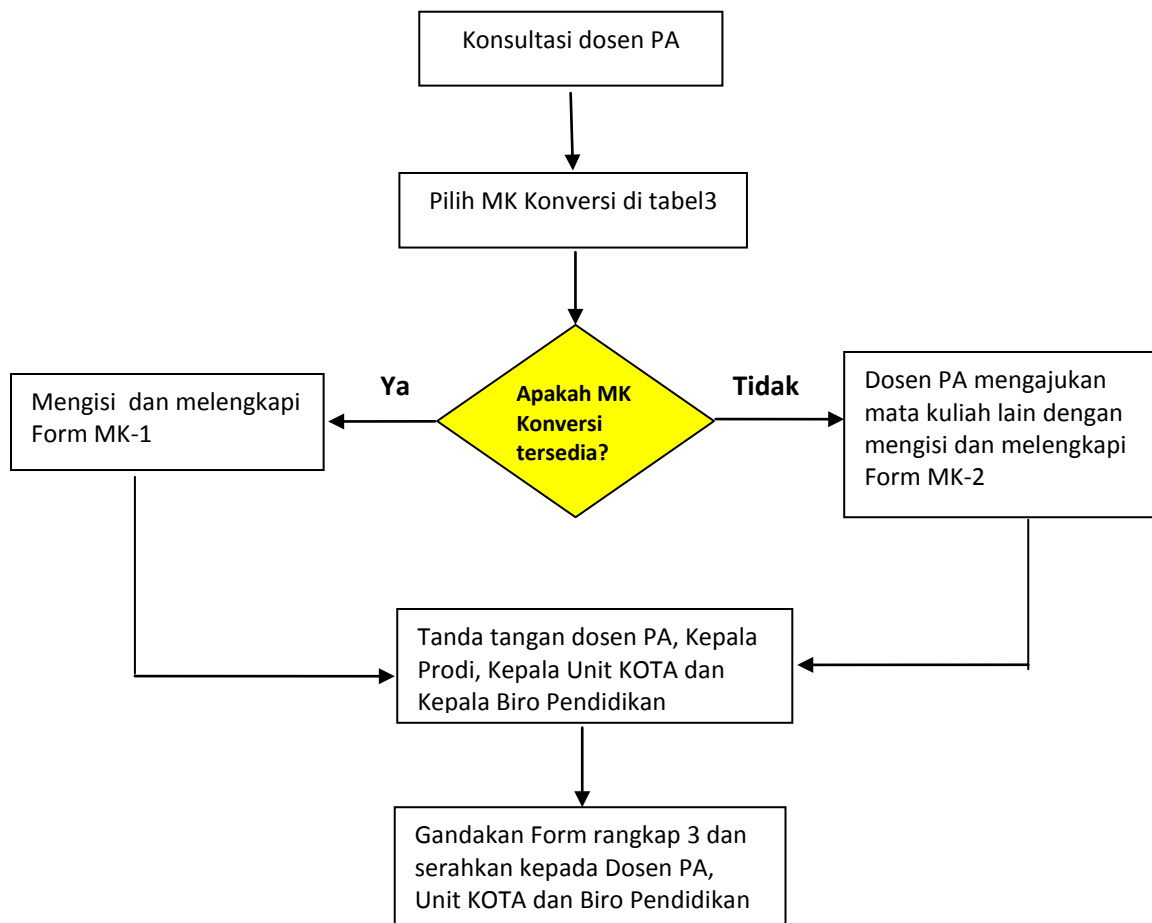 Konsultasi dosen PA
Pilih MK Konversi di tabel3
Ya
Apakah MK
Konversi
tersedia?
Tidak
Mengisi dan melengkapi
Form MK-1
Dosen PA mengajukan
mata kuliah lain dengan
mengisi dan melengkapi
Form MK-2
Tanda tangan dosen PA, Kepala
Prodi, Kepala Unit KOTA dan
Kepala Biro Pendidikan
Gandakan Form rangkap 3 dan
serahkan kepada Dosen PA,
Unit KOTA dan Biro Pendidikan